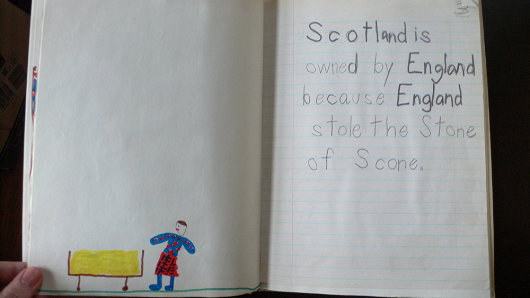 Scotland is
owned by England
because England
stole the Stone
of Scone.